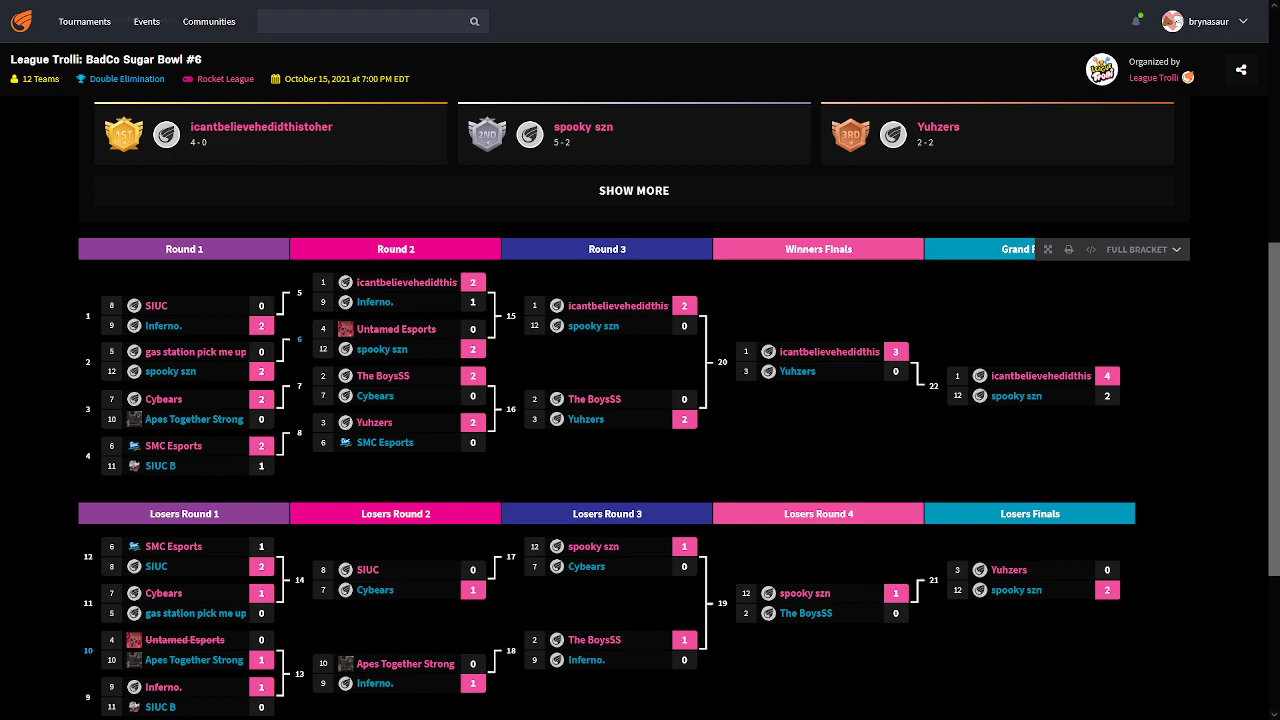 Tournaments Events Communities
brynasaur
League Trolli: BadCo Sugar Bowl #6
12 Teams Double Elimination Rocket League October 15, 2021 at 7:00 PM EDT
Organized by
League Trolli
1ST icantbelievehedidthistoher
4 - 0
2ND spooky szn
5 - 2
3RD Yuhzers
2 - 2
SHOW MORE
Round 1 Round 2 Round 3 Winners Finals Grand F
FULL BRACKET
1
8 SIUC 0
9 Inferno. 2
2
5 gas station pick me up 0
12 spooky szn 2
3
7 Cybears 2
10 Apes Together Strong 0
4
6 SMC Esports 2
11 SIUC B 1
5
1 icantbelievehedidthis 2
9 Inferno. 1
6
4 Untamed Esports 0
12 spooky szn 2
7
2 The BoysSS 2
7 Cybears 0
8
3 Yuhzers 2
6 SMC Esports 0
15
1 icantbelievehedidthis 2
12 spooky szn 0
16
2 The BoysSS 0
3 Yuhzers 2
20
1 icantbelievehedidthis 3
3 Yuhzers 0
22
1 icantbelievehedidthis 4
12 spooky szn 2
Losers Round 1 Losers Round 2 Losers Round 3 Losers Round 4 Losers Finals
12
6 SMC Esports 1
8 SIUC 2
11
7 Cybears 1
5 gas station pick me up 0
10
4 Untamed Esports 0
10 Apes Together Strong 1
9
9 Inferno. 1
11 SIUC B 0
14
8 SIUC 0
7 Cybears 1
13
10 Apes Together Strong 0
9 Inferno. 1
17
12 spooky szn 1
7 Cybears 0
18
2 The BoysSS 1
9 Inferno. 0
19
12 spooky szn 1
2 The BoysSS 0
21
3 Yuhzers 0
12 spooky szn 2